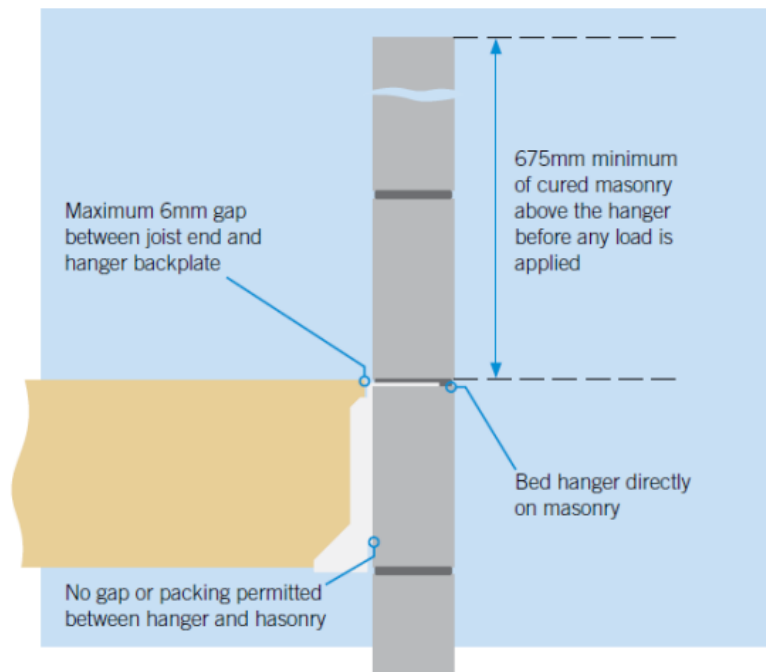 675mm minimum
of cured masonry
above the hanger
before any load is
applied
Maximum 6mm gap
between joist end and
hanger backplate
Bed hanger directly
on masonry
No gap or packing permitted
between hanger and hasonry